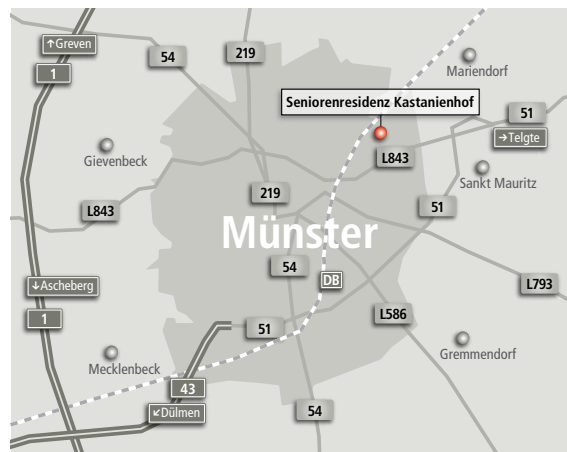 ↑Greven
1
54
219
Mariendorf
Seniorenresidenz Kastanienhof
51
→Telgte
Gievenbeck
L843
Sankt Mauritz
219
L843
51
Münster
54
DB
↓Ascheberg
L793
1
51
L586
Mecklenbeck
Gremmendorf
43
↙Dülmen
54